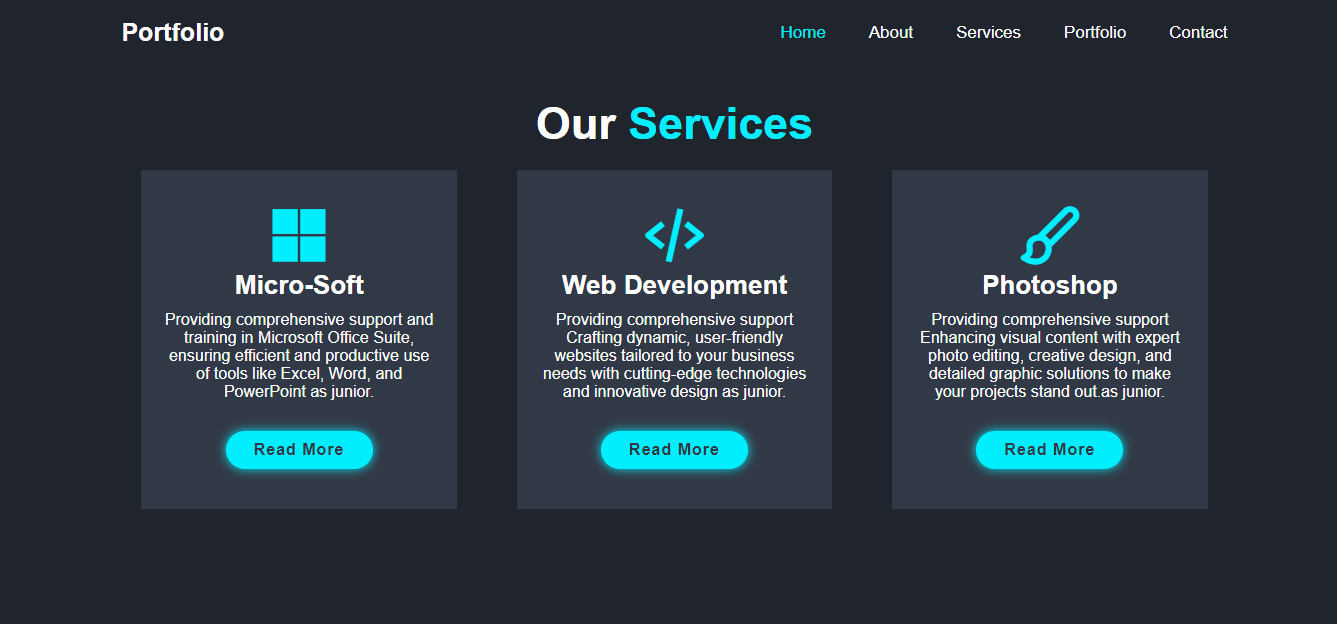 Portfolio
Home About Services Portfolio Contact
Our Services
Micro-Soft
Providing comprehensive support and
training in Microsoft Office Suite,
ensuring efficient and productive use
of tools like Excel, Word, and
PowerPoint as junior.
Read More
Web Development
Providing comprehensive support
Crafting dynamic, user-friendly
websites tailored to your business
needs with cutting-edge technologies
and innovative design as junior.
Read More
Photoshop
Providing comprehensive support
Enhancing visual content with expert
photo editing, creative design, and
detailed graphic solutions to make
your projects stand out.as junior.
Read More